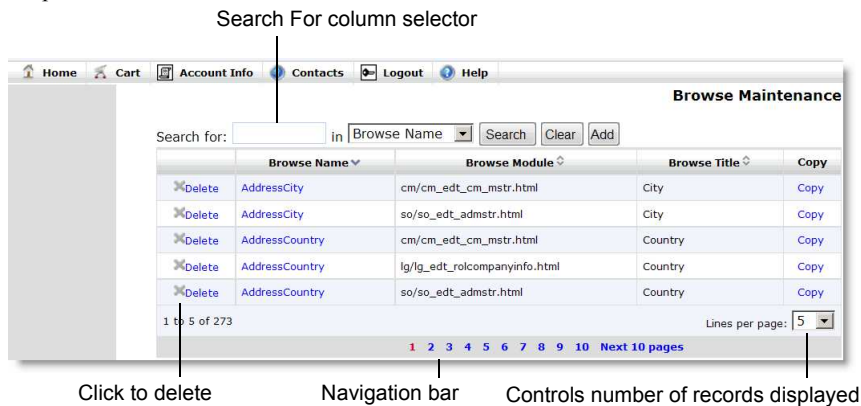 Search For column selector
Home Cart Account Info Contacts Logout Help
Browse Maintenance
Search for: in Browse Name Search Clear Add
Browse Name Browse Module Browse Title Copy
Delete AddressCity cm/cm_edt_cm_mstr.html City Copy
Delete AddressCity so/so_edt_admstr.html City Copy
Delete AddressCountry cm/cm_edt_cm_mstr.html Country Copy
Delete AddressCountry lg/lg_edt_rolcompanyinfo.html Country Copy
Delete AddressCountry so/so_edt_admstr.html Country Copy
1 to 5 of 273 Lines per page: 5
1 2 3 4 5 6 7 8 9 10 Next 10 pages
Click to delete Navigation bar Controls number of records displayed